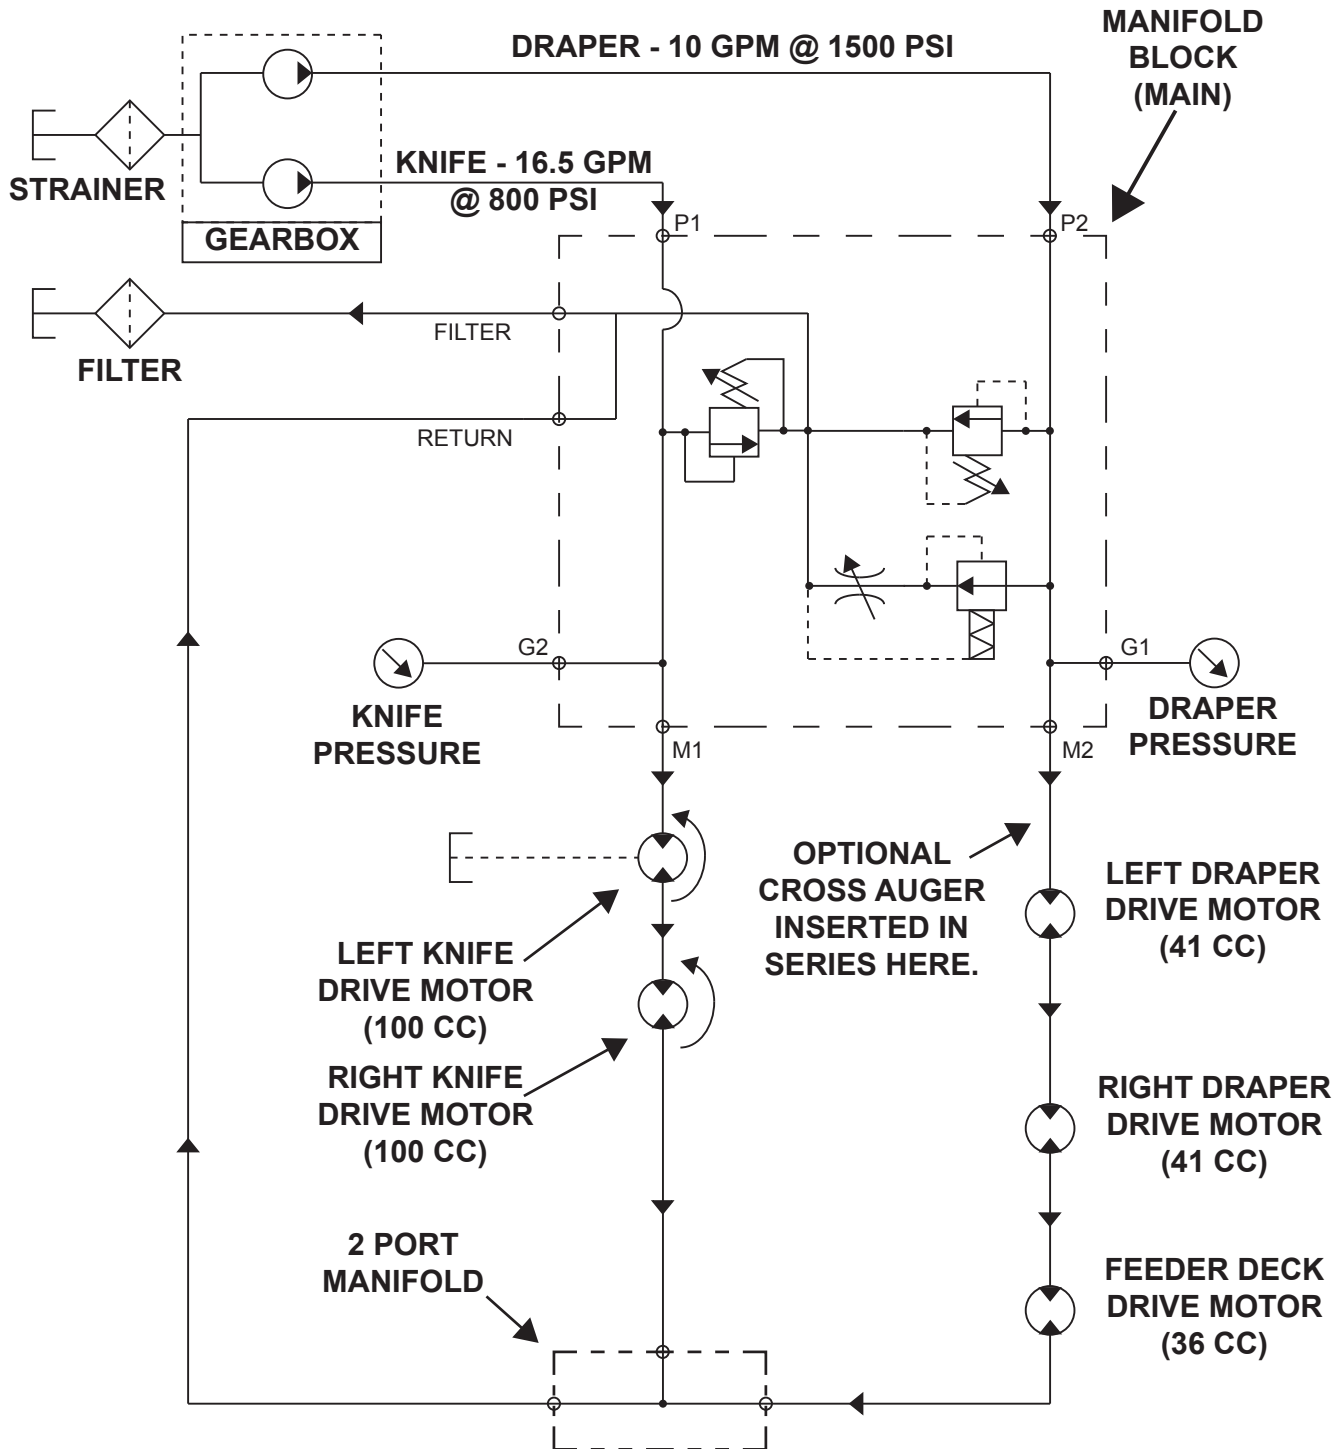 MANIFOLD
BLOCK
(MAIN)
DRAPER - 10 GPM @ 1500 PSI
KNIFE - 16.5 GPM
@ 800 PSI
STRAINER
GEARBOX
P1
P2
FILTER
FILTER
RETURN
G2
G1
KNIFE
PRESSURE
DRAPER
PRESSURE
M1
M2
OPTIONAL
CROSS AUGER
INSERTED IN
SERIES HERE.
LEFT DRAPER
DRIVE MOTOR
(41 CC)
LEFT KNIFE
DRIVE MOTOR
(100 CC)
RIGHT KNIFE
DRIVE MOTOR
(100 CC)
RIGHT DRAPER
DRIVE MOTOR
(41 CC)
2 PORT
MANIFOLD
FEEDER DECK
DRIVE MOTOR
(36 CC)